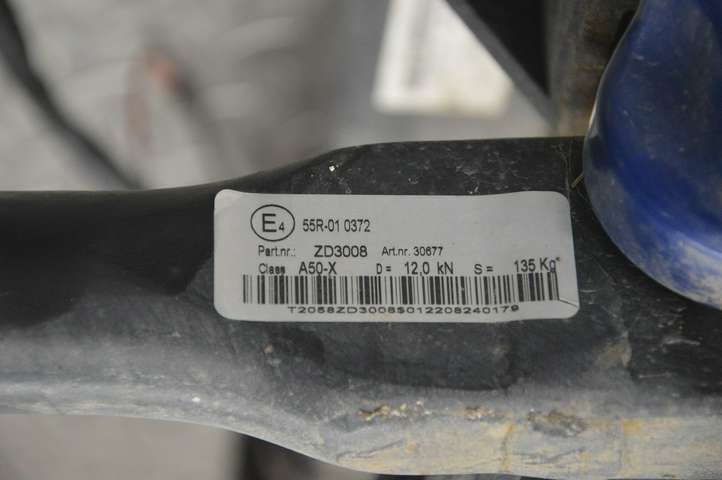 E4 55R-01 0372
Part.nr.: ZD3008 Art.nr. 30677
Class A50-X D = 12,0 kN S = 135 Kg
T2058ZD3008S012208240179